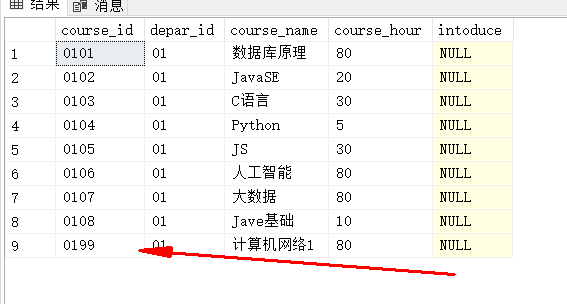 结果 消息
course_id depar_id course_name course_hour intoduce
1 0101 01 数据库原理 80 NULL
2 0102 01 JavaSE 20 NULL
3 0103 01 C语言 30 NULL
4 0104 01 Python 5 NULL
5 0105 01 JS 30 NULL
6 0106 01 人工智能 80 NULL
7 0107 01 大数据 80 NULL
8 0108 01 Jave基础 10 NULL
9 0199 01 计算机网络1 80 NULL